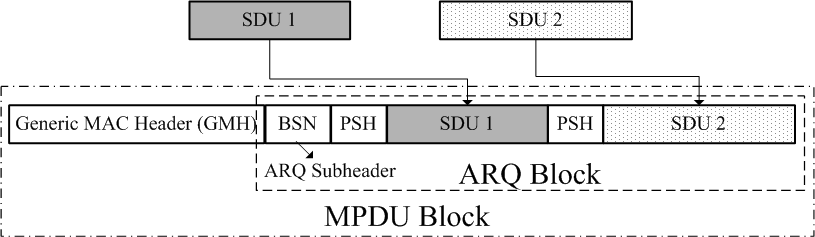 SDU 1
SDU 2
Generic MAC Header (GMH)
BSN
PSH
SDU 1
PSH
SDU 2
ARQ Subheader
ARQ Block
MPDU Block